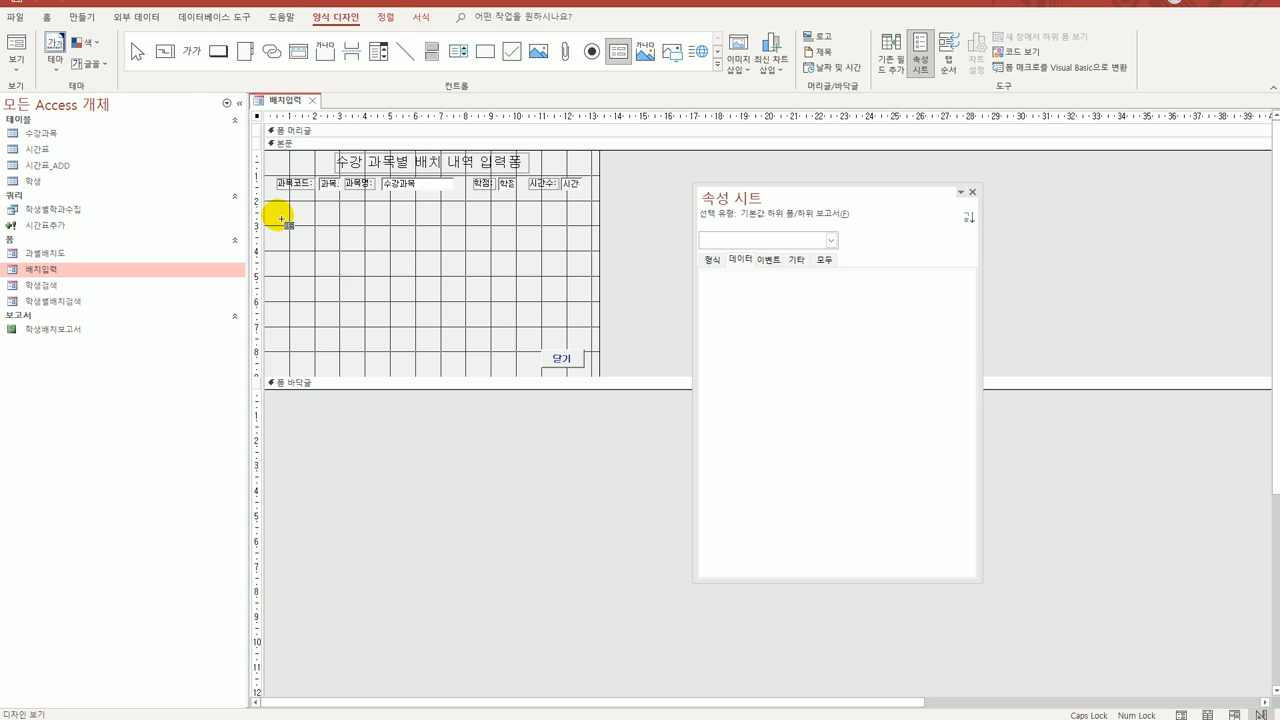 파일 홈 만들기 외부 데이터 데이터베이스 도구 도움말 양식 디자인 정렬 서식 어떤 작업을 원하시나요?
보기 테마 색 글꼴 가가 가나다 가나다 이미지 삽입 최신 차트 삽입
로고
제목
날짜 및 시간
기존 필드 추가 속성 시트 탭 순서 차트 설정
새 창에서 하위 폼 보기
코드 보기
폼 매크로를 Visual Basic으로 변환
보기 테마 컨트롤 머리글/바닥글 도구
모든 Access 개체
테이블
수강과목
시간표
시간표_ADD
학생
쿼리
학생별학과수집
시간표추가
폼
과별배치도
배치입력
학생검색
학생별배치검색
보고서
학생배치보고서
배치입력
폼 머리글
본문
수강 과목별 배치 내역 입력폼
과목코드: 과목. 과목명: 수강과목 학점: 학점 시간수: 시간
닫기
폼 바닥글
속성 시트
선택 유형: 기본값 하위 폼/하위 보고서(F)
형식 데이터 이벤트 기타 모두
디자인 보기
Caps Lock Num Lock